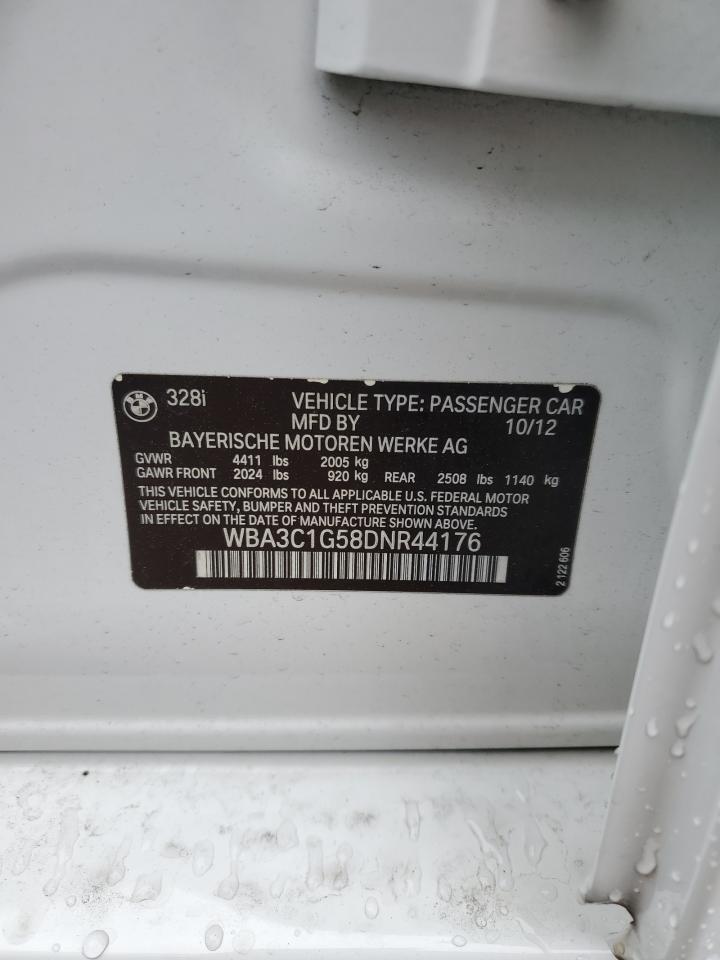 328i VEHICLE TYPE: PASSENGER CAR
MFD BY 10/12
BAYERISCHE MOTOREN WERKE AG
GVWR 4411 lbs 2005 kg
GAWR FRONT 2024 lbs 920 kg REAR 2508 lbs 1140 kg
THIS VEHICLE CONFORMS TO ALL APPLICABLE U.S. FEDERAL MOTOR
VEHICLE SAFETY, BUMPER AND THEFT PREVENTION STANDARDS
IN EFFECT ON THE DATE OF MANUFACTURE SHOWN ABOVE.
WBA3C1G58DNR44176
2 122 606